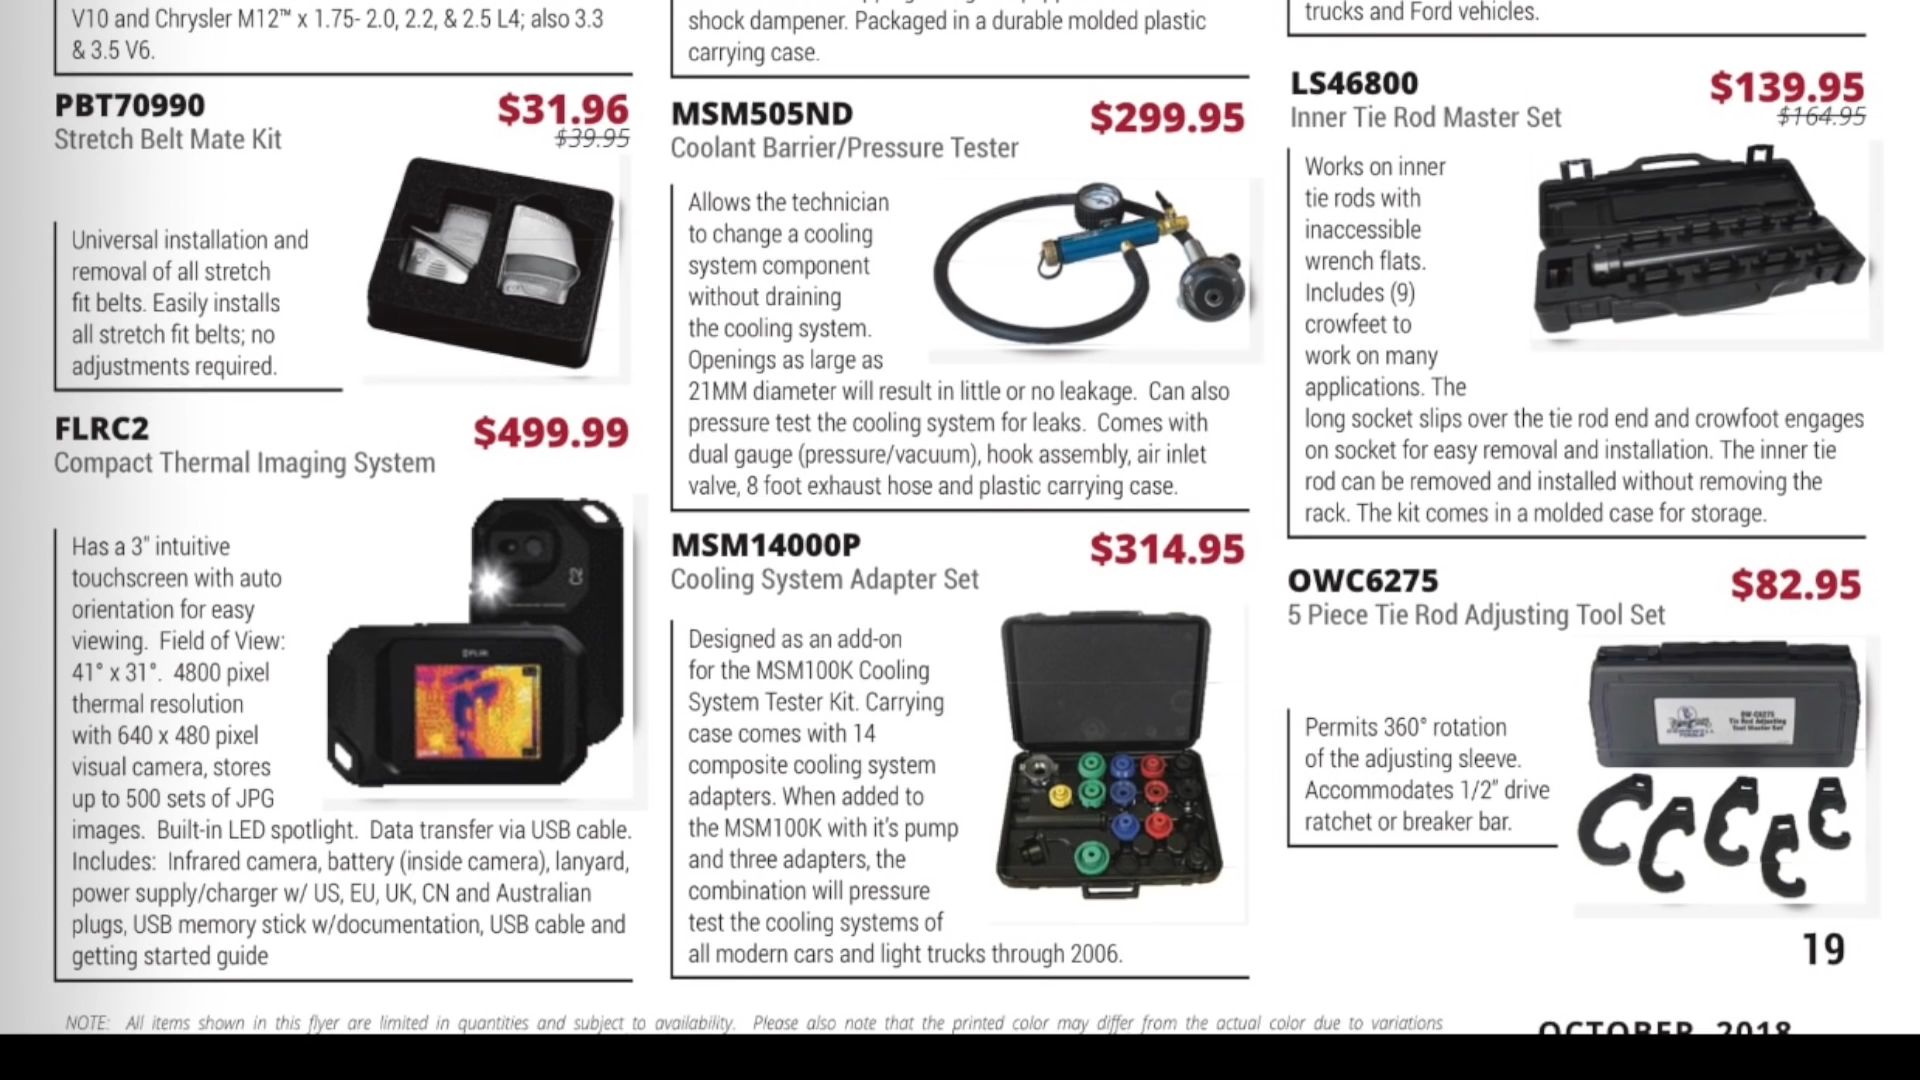 V10 and Chrysler M12™ x 1.75- 2.0, 2.2, & 2.5 L4; also 3.3
& 3.5 V6.
PBT70990
$31.96
Stretch Belt Mate Kit
$39.95
Universal installation and
removal of all stretch
fit belts. Easily installs
all stretch fit belts; no
adjustments required.
FLRC2
$499.99
Compact Thermal Imaging System
Has a 3" intuitive
touchscreen with auto
orientation for easy
viewing. Field of View:
41° x 31°. 4800 pixel
thermal resolution
with 640 x 480 pixel
visual camera, stores
up to 500 sets of JPG
images. Built-in LED spotlight. Data transfer via USB cable.
Includes: Infrared camera, battery (inside camera), lanyard,
power supply/charger w/ US, EU, UK, CN and Australian
plugs, USB memory stick w/documentation, USB cable and
getting started guide
C2
FLIR
shock dampener. Packaged in a durable molded plastic
carrying case.
MSM505ND
$299.95
Coolant Barrier/Pressure Tester
Allows the technician
to change a cooling
system component
without draining
the cooling system.
Openings as large as
21MM diameter will result in little or no leakage. Can also
pressure test the cooling system for leaks. Comes with
dual gauge (pressure/vacuum), hook assembly, air inlet
valve, 8 foot exhaust hose and plastic carrying case.
MSM14000P
$314.95
Cooling System Adapter Set
Designed as an add-on
for the MSM100K Cooling
System Tester Kit. Carrying
case comes with 14
composite cooling system
adapters. When added to
the MSM100K with it's pump
and three adapters, the
combination will pressure
test the cooling systems of
all modern cars and light trucks through 2006.
trucks and Ford vehicles.
LS46800
$139.95
Inner Tie Rod Master Set
$164.95
Works on inner
tie rods with
inaccessible
wrench flats.
Includes (9)
crowfeet to
work on many
applications. The
long socket slips over the tie rod end and crowfoot engages
on socket for easy removal and installation. The inner tie
rod can be removed and installed without removing the
rack. The kit comes in a molded case for storage.
OWC6275
$82.95
5 Piece Tie Rod Adjusting Tool Set
Permits 360° rotation
of the adjusting sleeve.
Accommodates 1/2" drive
ratchet or breaker bar.
Tie Rod Adjusting
Tool Master Set
19
NOTE: All items shown in this flyer are limited in quantities and subject to availability. Please also note that the printed color may differ from the actual color due to variations
OCTOBER 2018